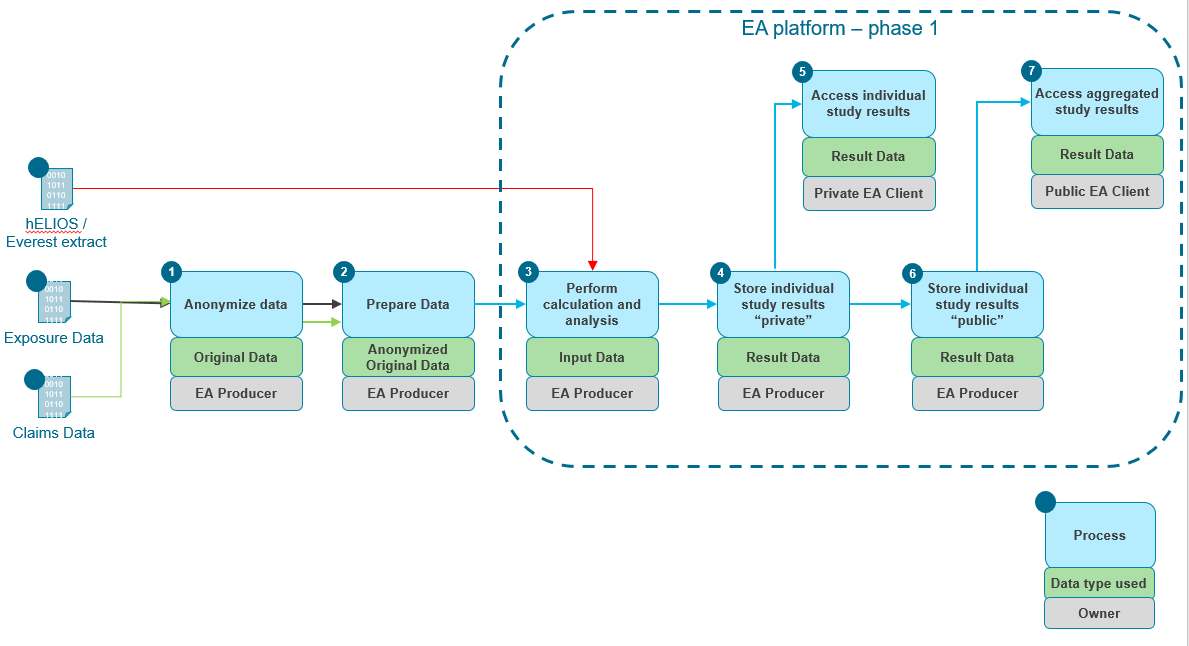 EA platform – phase 1
5
Access individual
study results
Result Data
Private EA Client
7
Access aggregated
study results
Result Data
Public EA Client
0010
1011
0110
1111
hELIOS /
Everest extract
0010
1011
0110
1111
Exposure Data
0010
1011
0110
1111
Claims Data
1
Anonymize data
Original Data
EA Producer
2
Prepare Data
Anonymized
Original Data
EA Producer
3
Perform
calculation and
analysis
Input Data
EA Producer
4
Store individual
study results
“private”
Result Data
EA Producer
6
Store individual
study results
“public”
Result Data
EA Producer
Process
Data type used
Owner